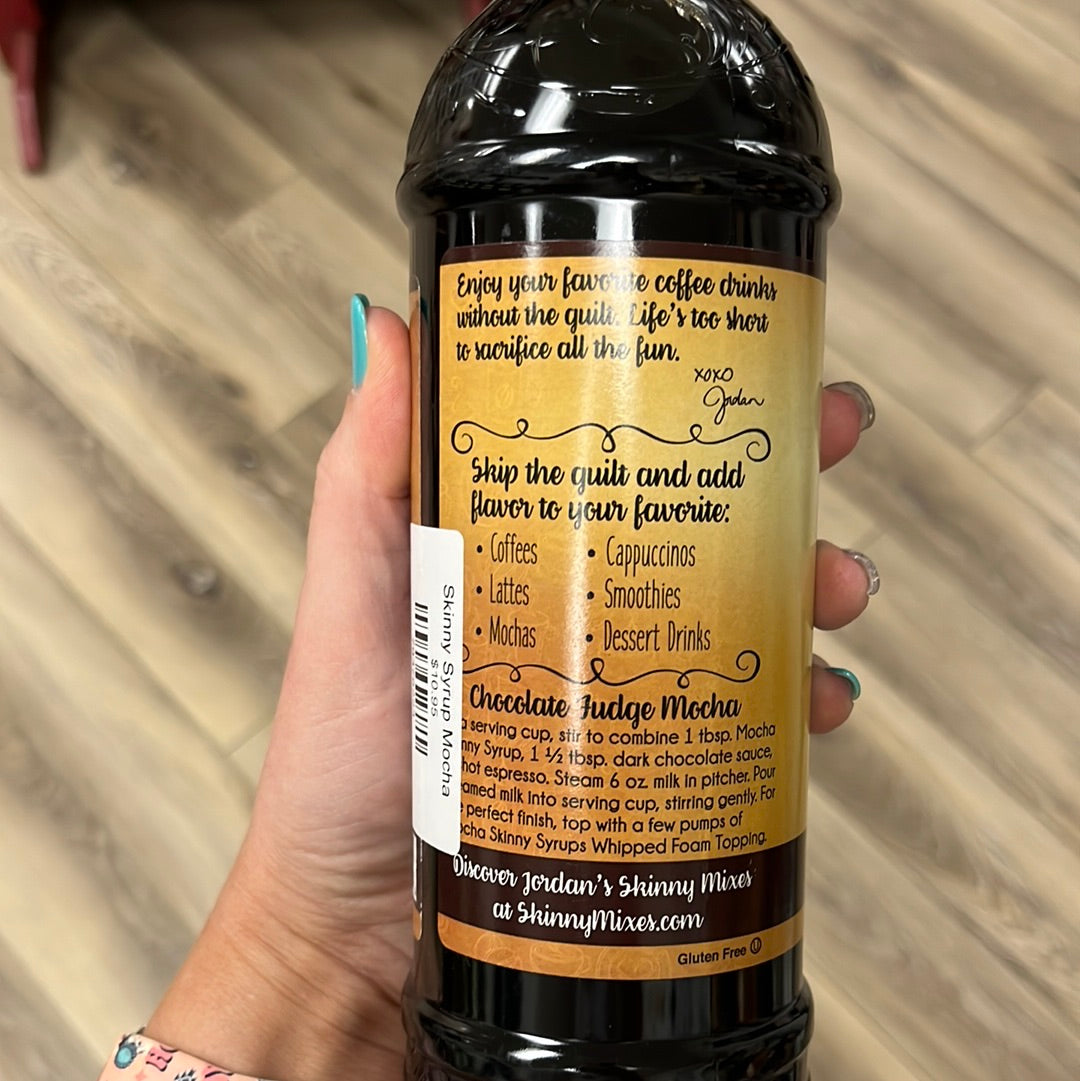 Enjoy your favorite coffee drinks
without the guilt. Life's too short
to sacrifice all the fun.
xoxo
Jordan
Skip the guilt and add
flavor to your favorite:
• Coffees • Cappuccinos
• Lattes • Smoothies
• Mochas • Dessert Drinks
Chocolate Fudge Mocha
a serving cup, stir to combine 1 tbsp. Mocha
Syrup, 1 ½ tbsp. dark chocolate sauce,
hot espresso. Steam 6 oz. milk in pitcher. Pour
milk into serving cup, stirring gently. For
perfect finish, top with a few pumps of
Skinny Syrups Whipped Foam Topping.
Discover Jordan's Skinny Mixes
at SkinnyMixes.com
Gluten Free U
Skinny Syrup Mocha
$10.95